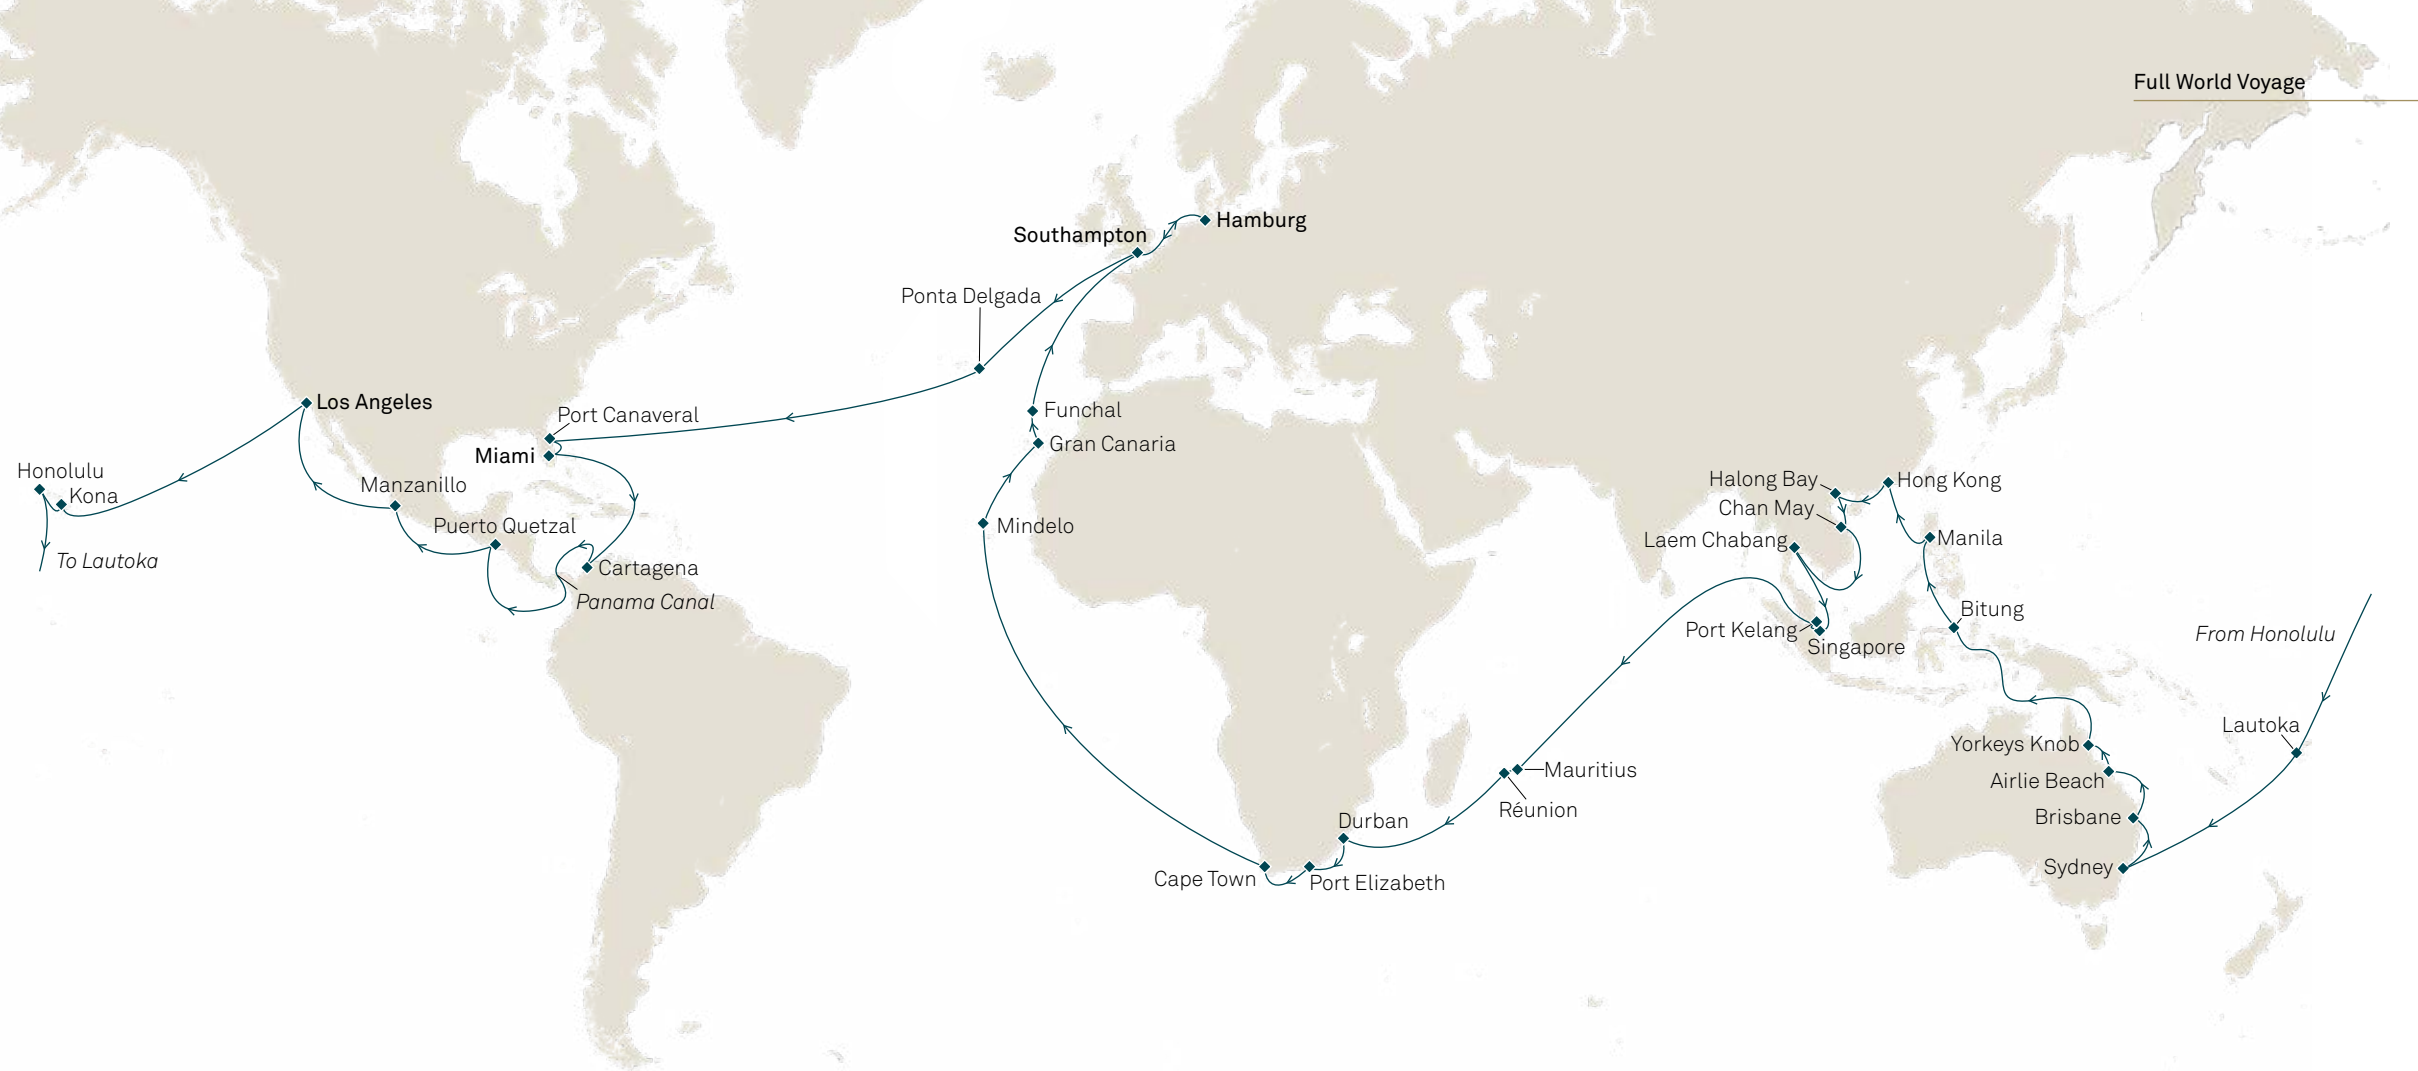 Full World Voyage
Hamburg
Southampton
Ponta Delgada
Los Angeles
Port Canaveral
Funchal
Miami
Gran Canaria
Honolulu
Kona
Manzanillo
Halong Bay
Hong Kong
Chan May
Puerto Quetzal
Mindelo
Laem Chabang
Manila
To Lautoka
Cartagena
Panama Canal
Bitung
Port Kelang
Singapore
From Honolulu
Lautoka
Yorkeys Knob
Mauritius
Airlie Beach
Réunion
Durban
Brisbane
Sydney
Cape Town
Port Elizabeth